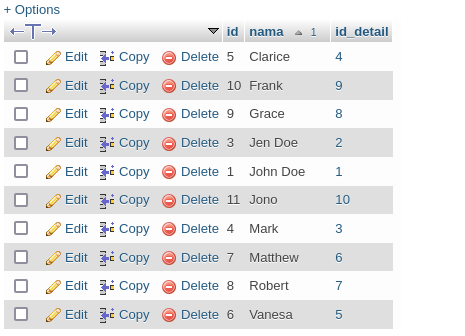 + Options
id nama 1 id_detail
Edit Copy Delete 5 Clarice 4
Edit Copy Delete 10 Frank 9
Edit Copy Delete 9 Grace 8
Edit Copy Delete 3 Jen Doe 2
Edit Copy Delete 1 John Doe 1
Edit Copy Delete 11 Jono 10
Edit Copy Delete 4 Mark 3
Edit Copy Delete 7 Matthew 6
Edit Copy Delete 8 Robert 7
Edit Copy Delete 6 Vanesa 5